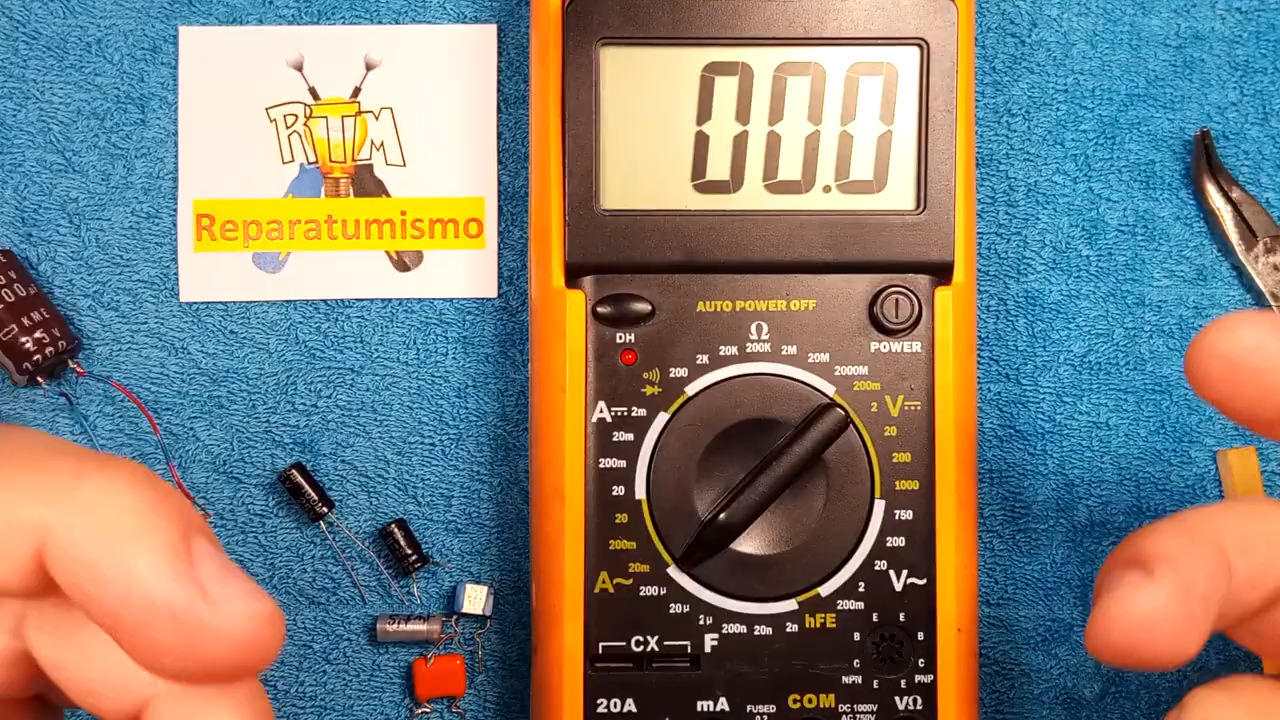 RTM
Reparatumismo
00.0
AUTO POWER OFF
DH
POWER
Ω
200
2K
20K
200K
2M
20M
2000M
200m
2
V
20
200
1000
750
200
20
V~
2
200m
hFE
A
2m
20m
200m
20
20
200m
20m
A~
200µ
20µ
2µ
200n
20n
2n
CX
F
E
E
B
B
C
C
NPN
PNP
E
E
20A
mA
COM
VΩ
FUSED
DC 1000V
AC 750V
KME
25V